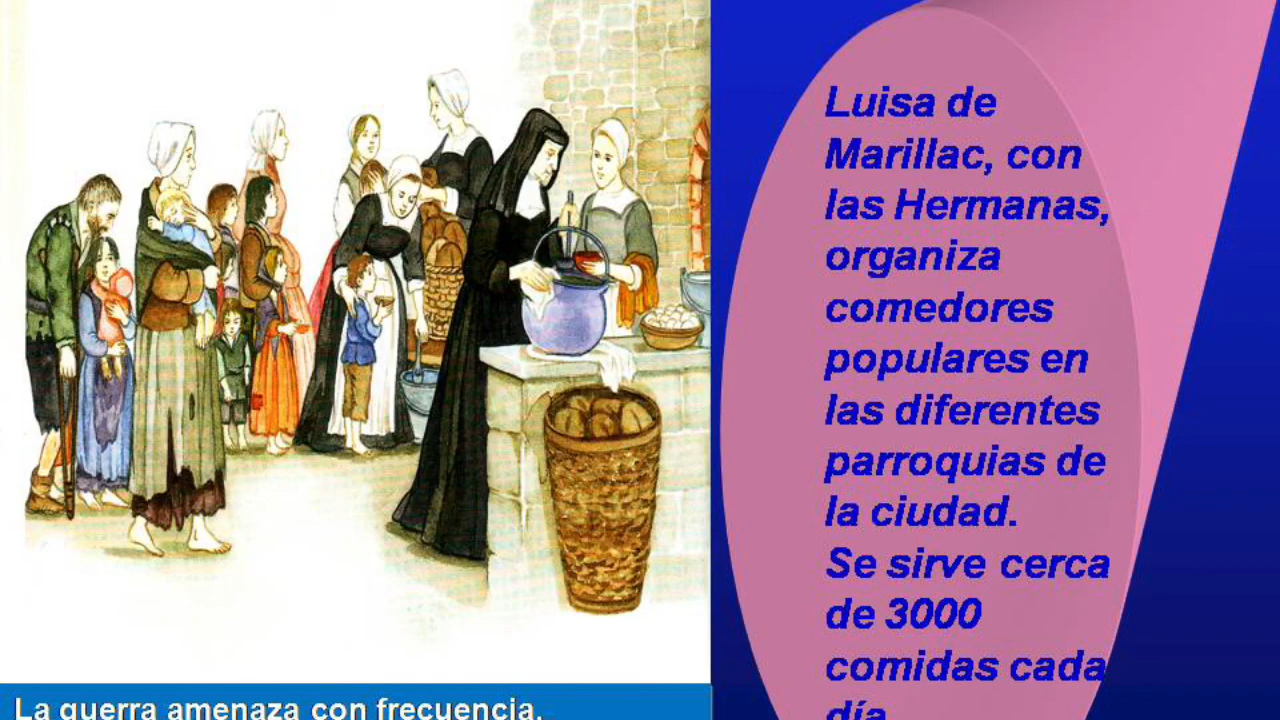 Luisa de
Marillac, con
las Hermanas,
organiza
comedores
populares en
las diferentes
parroquias de
la ciudad.
Se sirve cerca
de 3000
comidas cada
día
La guerra amenaza con frecuencia.